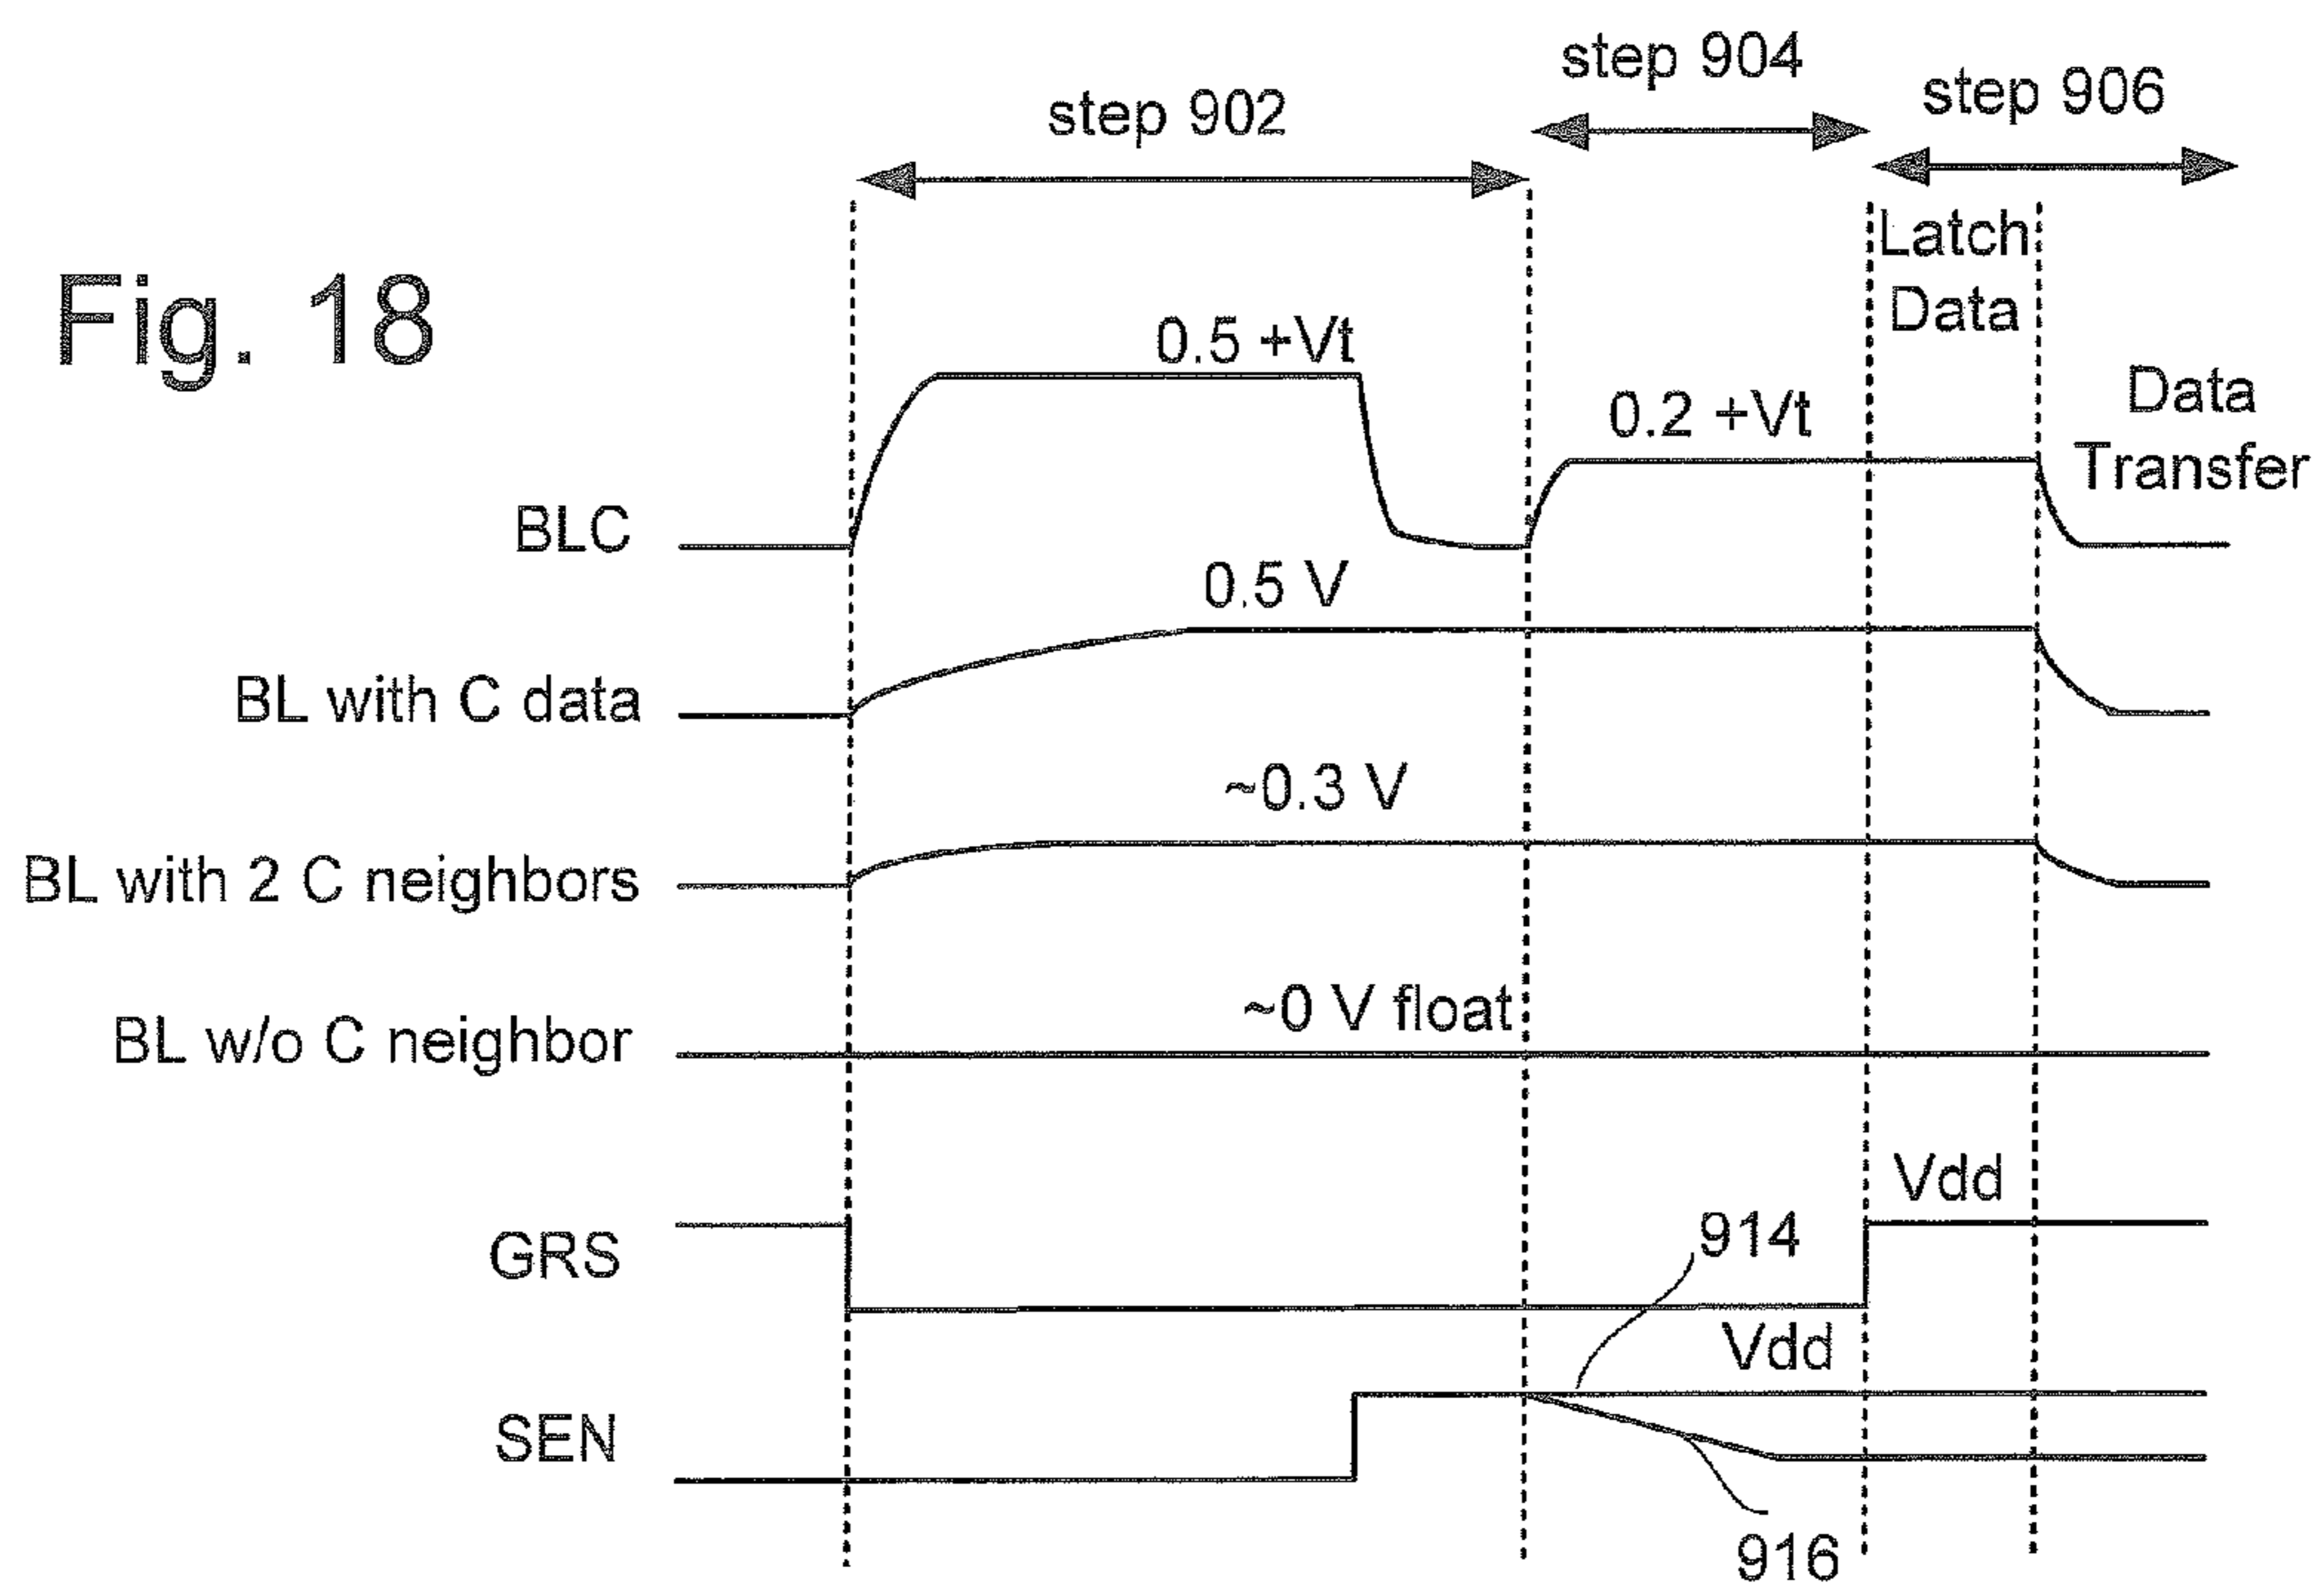 step 902
step 904
step 906
Fig. 18
Latch
Data
Data
Transfer
0.5 +Vt
0.2 +Vt
BLC
0.5 V
BL with C data
~0.3 V
BL with 2 C neighbors
~0 V float
BL w/o C neighbor
Vdd
GRS
914
Vdd
SEN
916